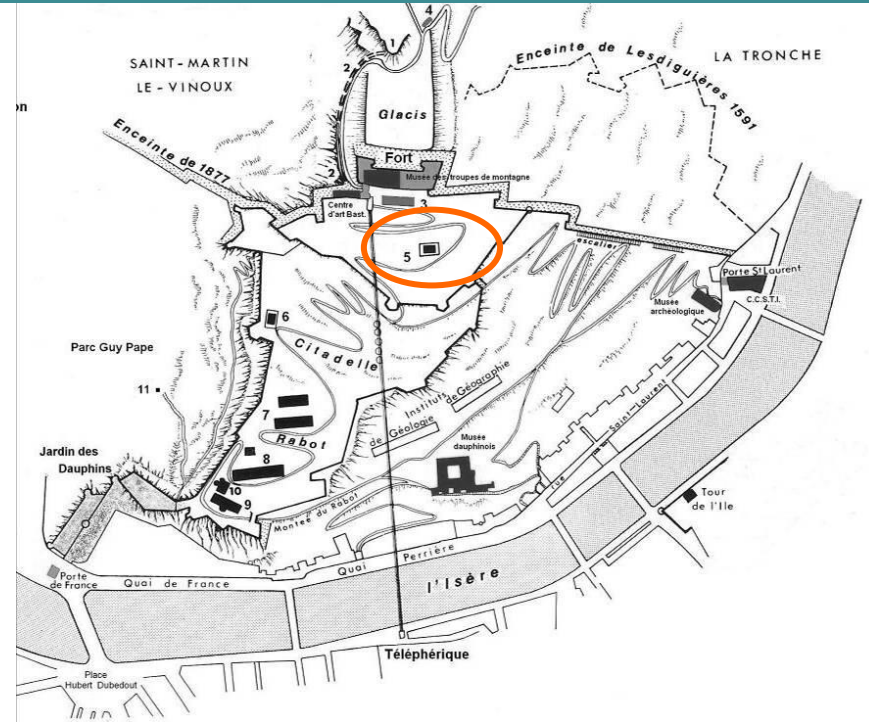 4
1
SAINT-MARTIN
LE-VINOUX
2
Enceinte de Lesdiguières 1591
LA TRONCHE
on
Glacis
Enceinte de 1877
Fort
2
Musée des troupes de montagne
Centre
d'art Bast.
3
5
escalier
Porte St Laurent
C.C.S.T.I.
Musée
archéologique
6
Citadelle
Parc Guy Pape
11
Instituts
de Géographie
de Géologie
7
Rabot
rue Saint-Laurent
Musée
dauphinois
Jardin des
Dauphins
8
10
9
Tour
de l'Ile
Montée du Rabot
Quai Perrière
Porte
de France
Quai de France
l'Isère
Téléphérique
Place
Hubert Dubedout